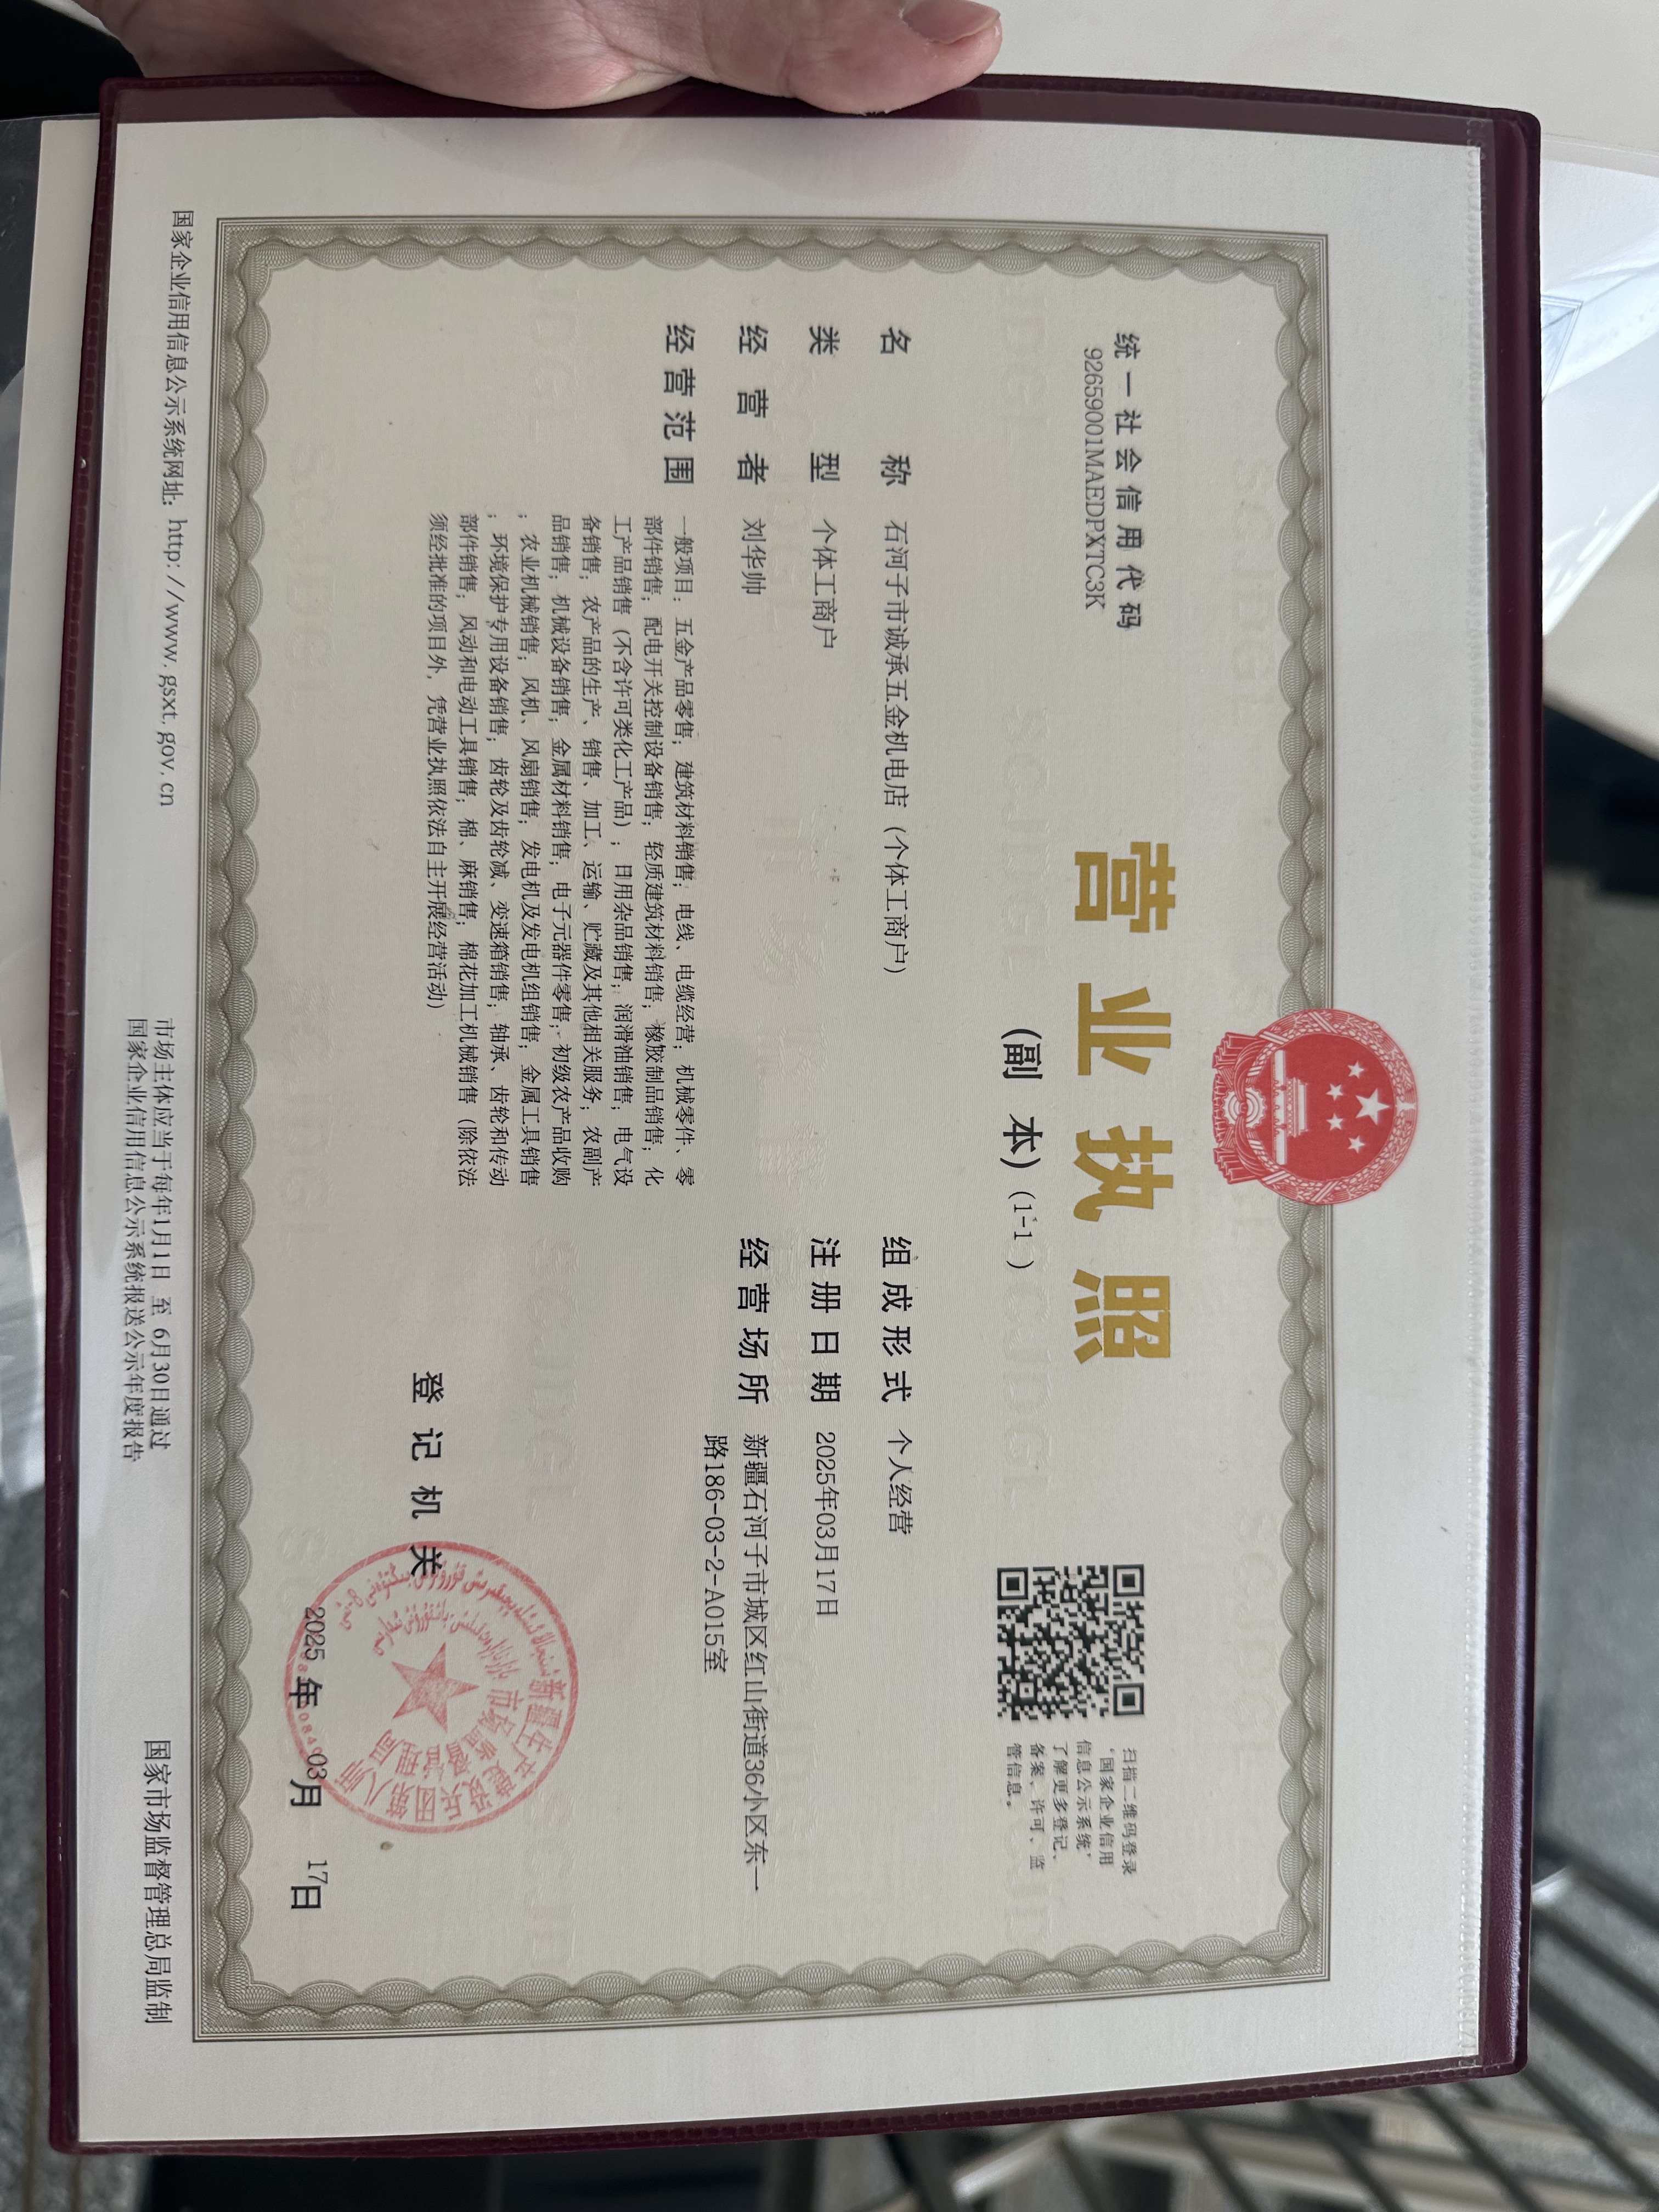 统一社会信用代码
92659001MAEDPXTC3K
营业执照
(副 本)(1-1)
扫描二维码登录
‘国家企业信用
信息公示系统’
了解更多登记、
备案、许可、监
管信息。
名 称 石河子市诚承五金机电店（个体工商户）
类 型 个体工商户
经 营 者 刘华帅
经 营 范 围 一般项目：五金产品零售；建筑材料销售；电线、电缆经营；机械零件、零
部件销售；配电开关控制设备销售；轻质建筑材料销售；橡胶制品销售；化
工产品销售（不含许可类化工产品）；日用杂品销售；润滑油销售；电气设
备销售；农产品的生产、销售、加工、运输、贮藏及其他相关服务；农副产
品销售；机械设备销售；金属材料销售；电子元器件零售；初级农产品收购
；农业机械销售；风机、风扇销售；发电机及发电机组销售；金属工具销售
；环境保护专用设备销售；齿轮及齿轮减、变速箱销售；轴承、齿轮和传动
部件销售；风动和电动工具销售；棉、麻销售；棉花加工机械销售（除依法
须经批准的项目外，凭营业执照依法自主开展经营活动）
组 成 形 式 个人经营
注 册 日 期 2025年03月17日
经 营 场 所 新疆石河子市城区红山街道36小区东一
路186-03-2-A015室
登 记 机 关
新疆生产建设兵团第八师
市场监督管理局
2025 年 03月 17日
国家企业信用信息公示系统网址：http://www.gsxt.gov.cn
市场主体应当于每年1月1日 至 6月30日通过
国家企业信用信息公示系统报送公示年度报告
国家市场监督管理总局监制